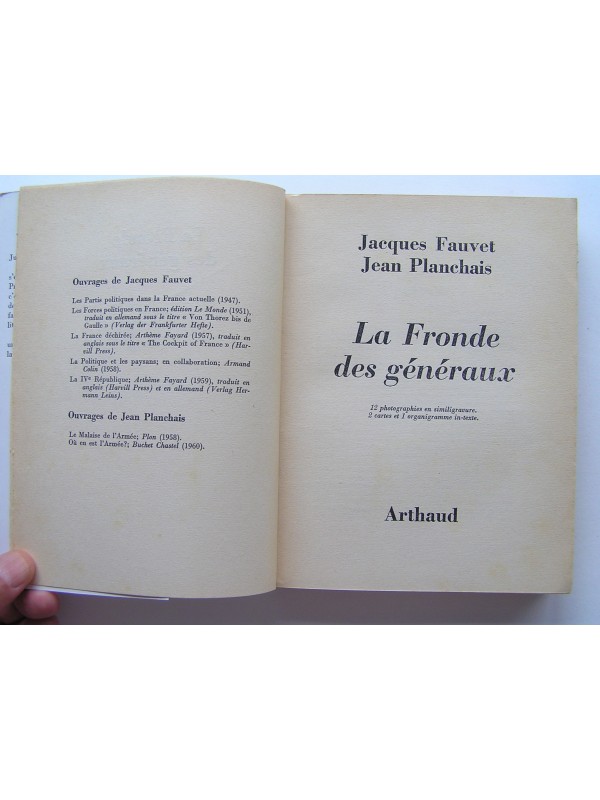 Ouvrages de Jacques Fauvet
Les Partis politiques dans la France actuelle (1947).
Les Forces politiques en France; édition Le Monde (1951),
traduit en allemand sous le titre « Von Thorez bis de
Gaulle » (Verlag der Frankfurter Hefte).
La France déchirée; Arthème Fayard (1957), traduit en
anglais sous le titre « The Cockpit of France » (Har-
vill Press).
La Politique et les paysans; en collaboration; Armand
Colin (1958).
La IVe République; Arthème Fayard (1959), traduit en
anglais (Harvill Press) et en allemand (Verlag Her-
mann Leins).
Ouvrages de Jean Planchais
Le Malaise de l'Armée; Plon (1958).
Où en est l'Armée?; Buchet Chastel (1960).
Jacques Fauvet
Jean Planchais
La Fronde
des généraux
12 photographies en similigravure.
2 cartes et 1 organigramme in-texte.
Arthaud